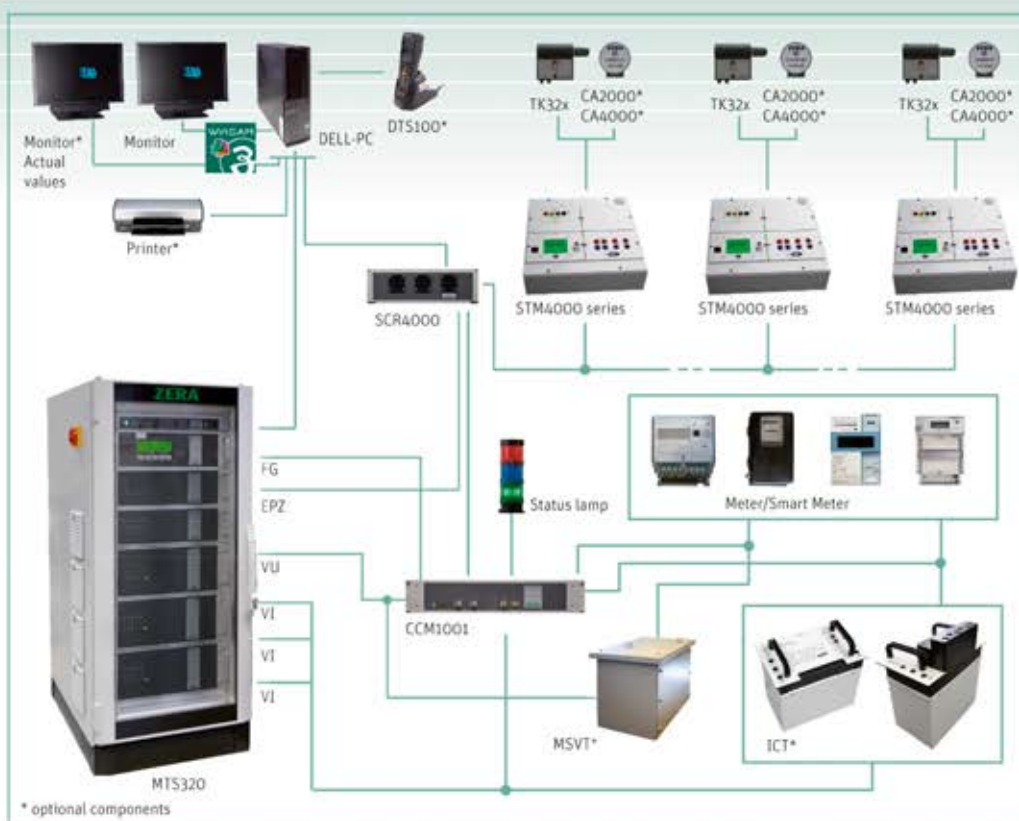 Monitor*
Actual
values
Monitor
WinSAM
DELL-PC
DTS100*
TK32x
CA2000*
CA4000*
TK32x
CA2000*
CA4000*
TK32x
CA2000*
CA4000*
Printer*
SCR4000
STM4000 series
STM4000 series
STM4000 series
ZERA
FG
EPZ
VU
VI
VI
VI
MTS320
Status lamp
Meter/Smart Meter
CCM1001
MSVT*
ICT*
* optional components